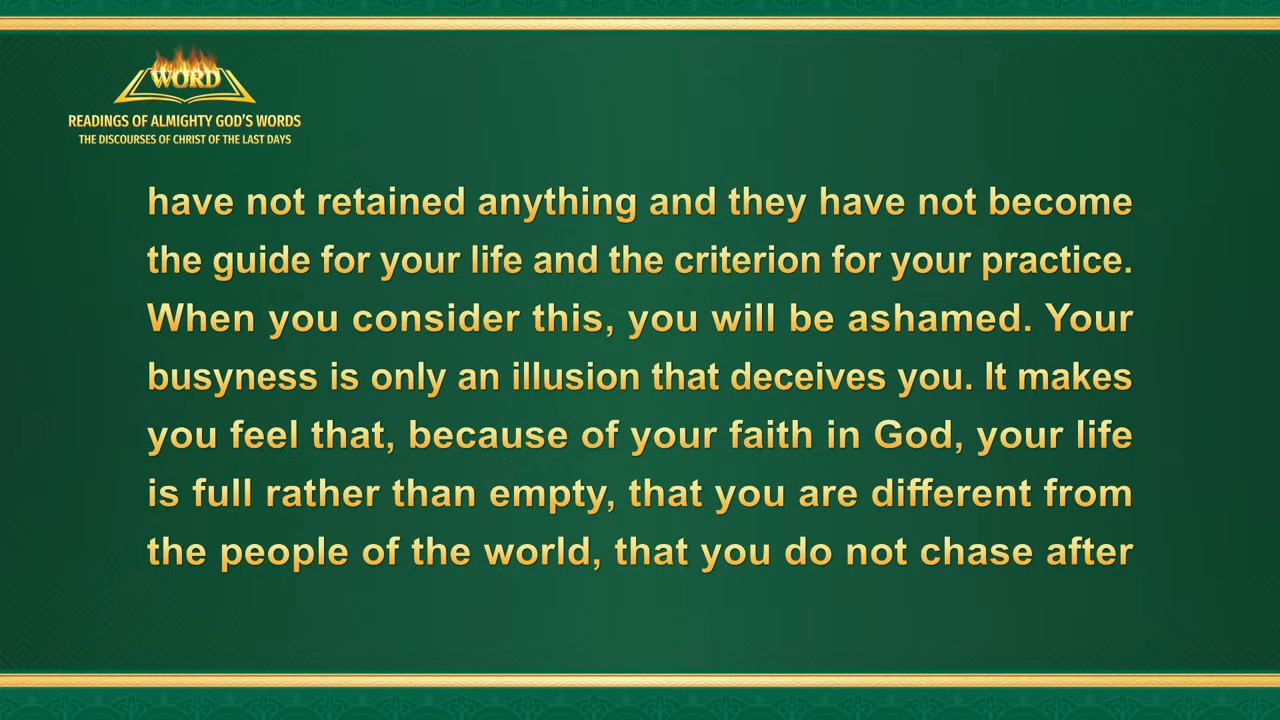 WORD
READINGS OF ALMIGHTY GOD'S WORDS
THE DISCOURSES OF CHRIST OF THE LAST DAYS
have not retained anything and they have not become
the guide for your life and the criterion for your practice.
When you consider this, you will be ashamed. Your
busyness is only an illusion that deceives you. It makes
you feel that, because of your faith in God, your life
is full rather than empty, that you are different from
the people of the world, that you do not chase after